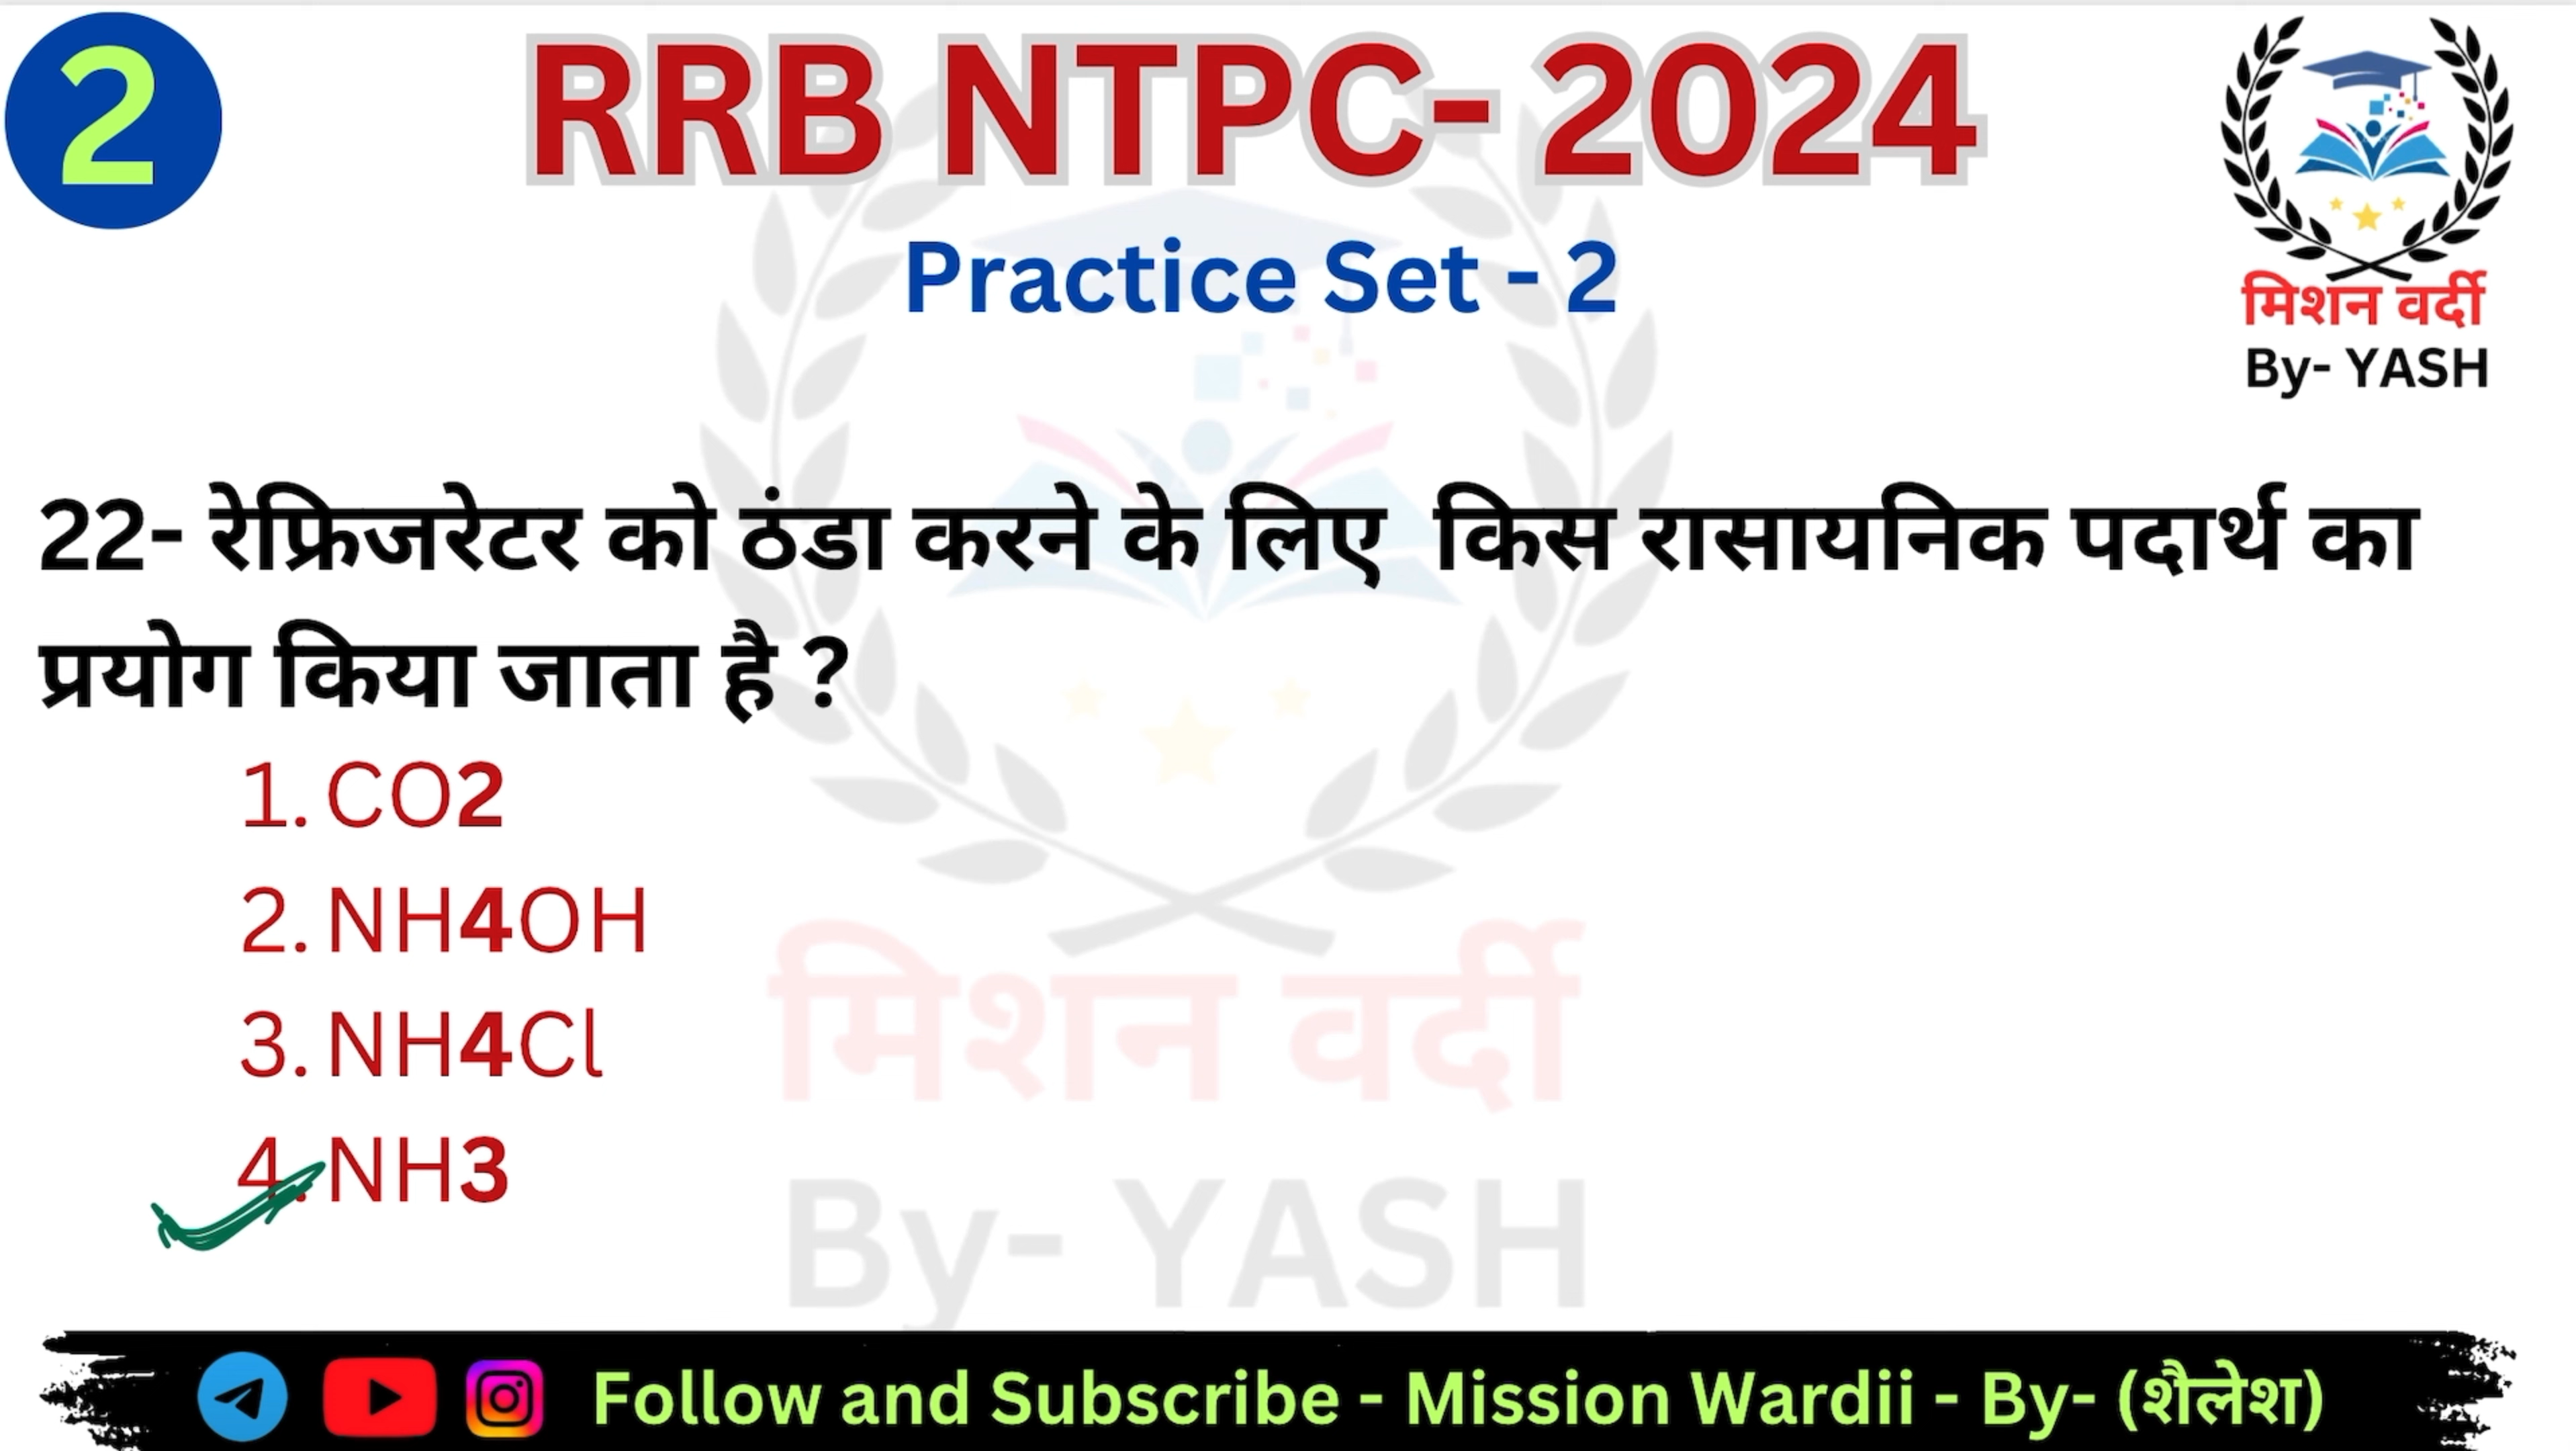 2
RRB NTPC- 2024
Practice Set - 2
मिशन वर्दी
By- YASH
22- रेफ्रिजरेटर को ठंडा करने के लिए किस रासायनिक पदार्थ का
प्रयोग किया जाता है ?
1. CO2
2. NH4OH
3. NH4Cl
4. NH3
मिशन वर्दी
By- YASH
Follow and Subscribe - Mission Wardii - By- (शैलेश)